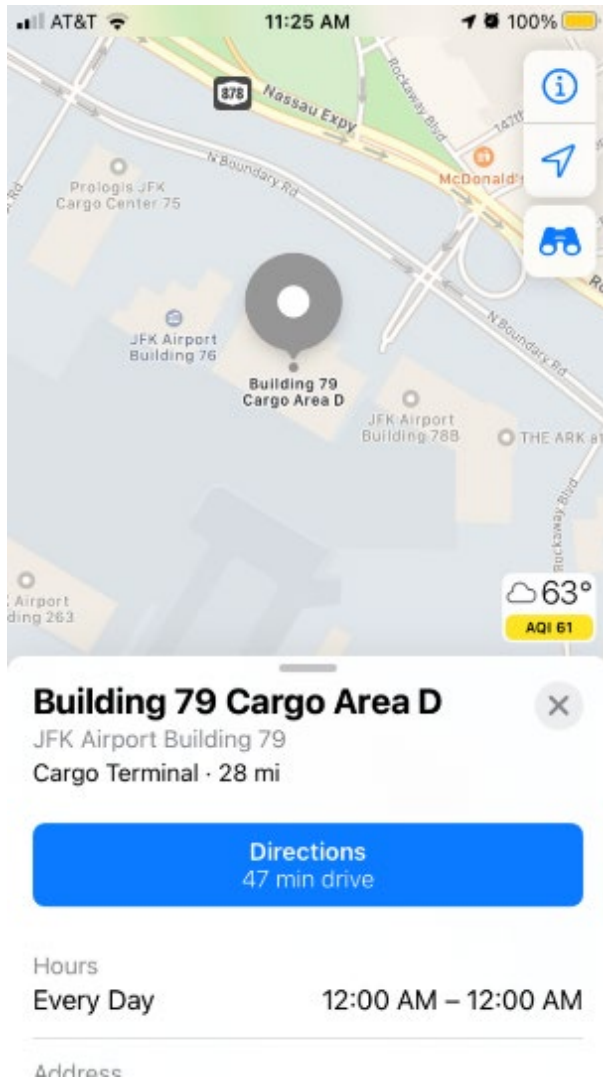 AT&T
11:25 AM
100%
878
Nassau Expy
Rockaway Blvd
N Boundary Rd
McDonald's
Prologis JFK
Cargo Center 75
JFK Airport
Building 76
Building 79
Cargo Area D
N Boundary Rd
JFK Airport
Building 78B
THE ARK at
Rockaway Blvd
Airport
ding 263
63°
AQI 61
Building 79 Cargo Area D
JFK Airport Building 79
Cargo Terminal · 28 mi
Directions
47 min drive
Hours
Every Day
12:00 AM – 12:00 AM
Address